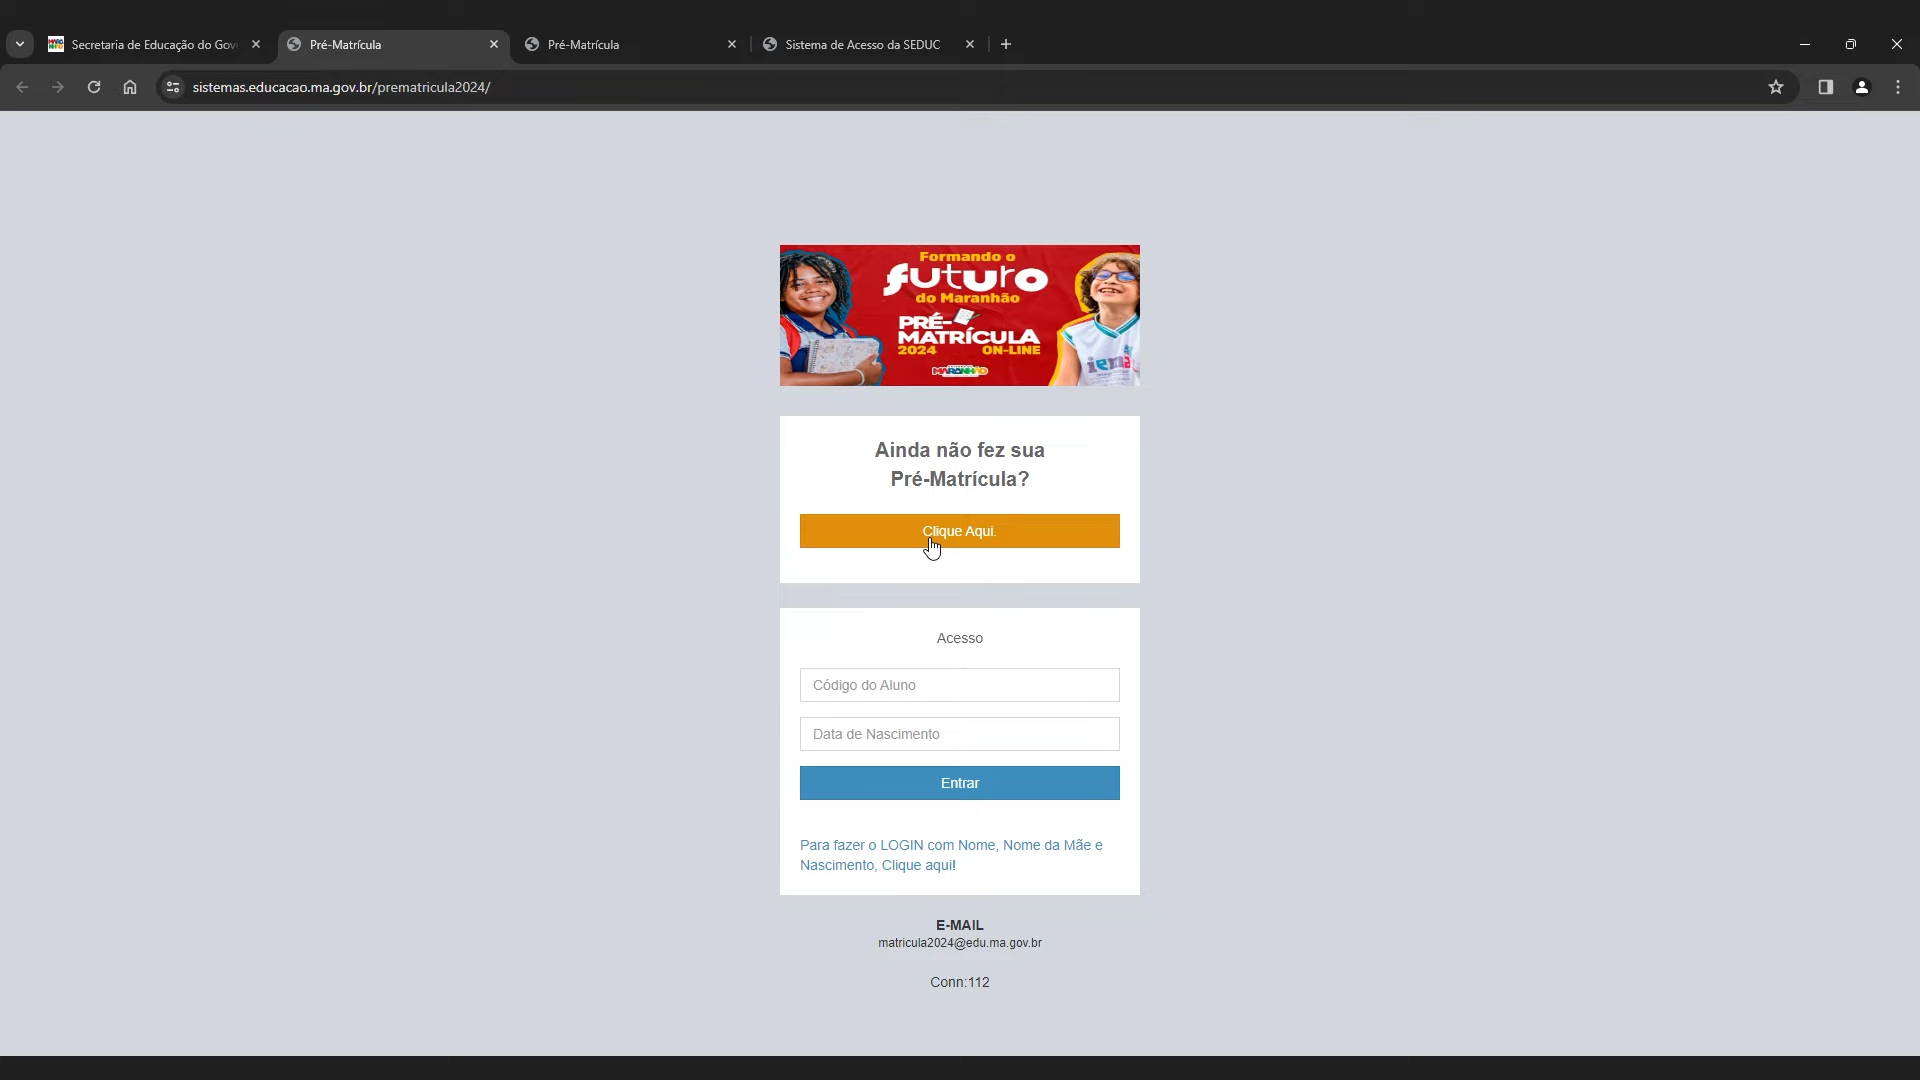 Secretaria de Educação do Gov
Pré-Matrícula
Pré-Matrícula
Sistema de Acesso da SEDUC
sistemas.educacao.ma.gov.br/prematricula2024/
Formando o
futuro
do Maranhão
PRÉ-
MATRÍCULA
2024 ON-LINE
MARANHÃO
iema
Ainda não fez sua
Pré-Matrícula?
Clique Aqui.
Acesso
Código do Aluno
Data de Nascimento
Entrar
Para fazer o LOGIN com Nome, Nome da Mãe e
Nascimento, Clique aqui!
E-MAIL
matricula2024@edu.ma.gov.br
Conn:112